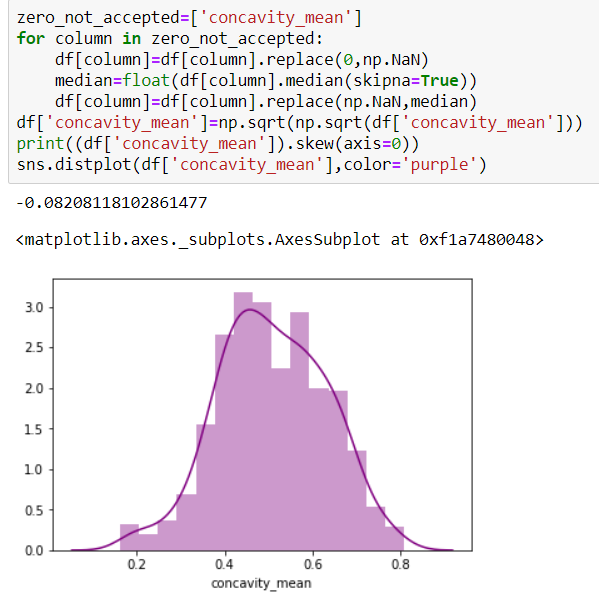 zero_not_accepted=['concavity_mean']
for column in zero_not_accepted:
    df[column]=df[column].replace(0,np.NaN)
    median=float(df[column].median(skipna=True))
    df[column]=df[column].replace(np.NaN,median)
df['concavity_mean']=np.sqrt(np.sqrt(df['concavity_mean']))
print((df['concavity_mean']).skew(axis=0))
sns.distplot(df['concavity_mean'],color='purple')
-0.08208118102861477
<matplotlib.axes._subplots.AxesSubplot at 0xf1a7480048>
3.0
2.5
2.0
1.5
1.0
0.5
0.0
0.2 0.4 0.6 0.8
concavity_mean